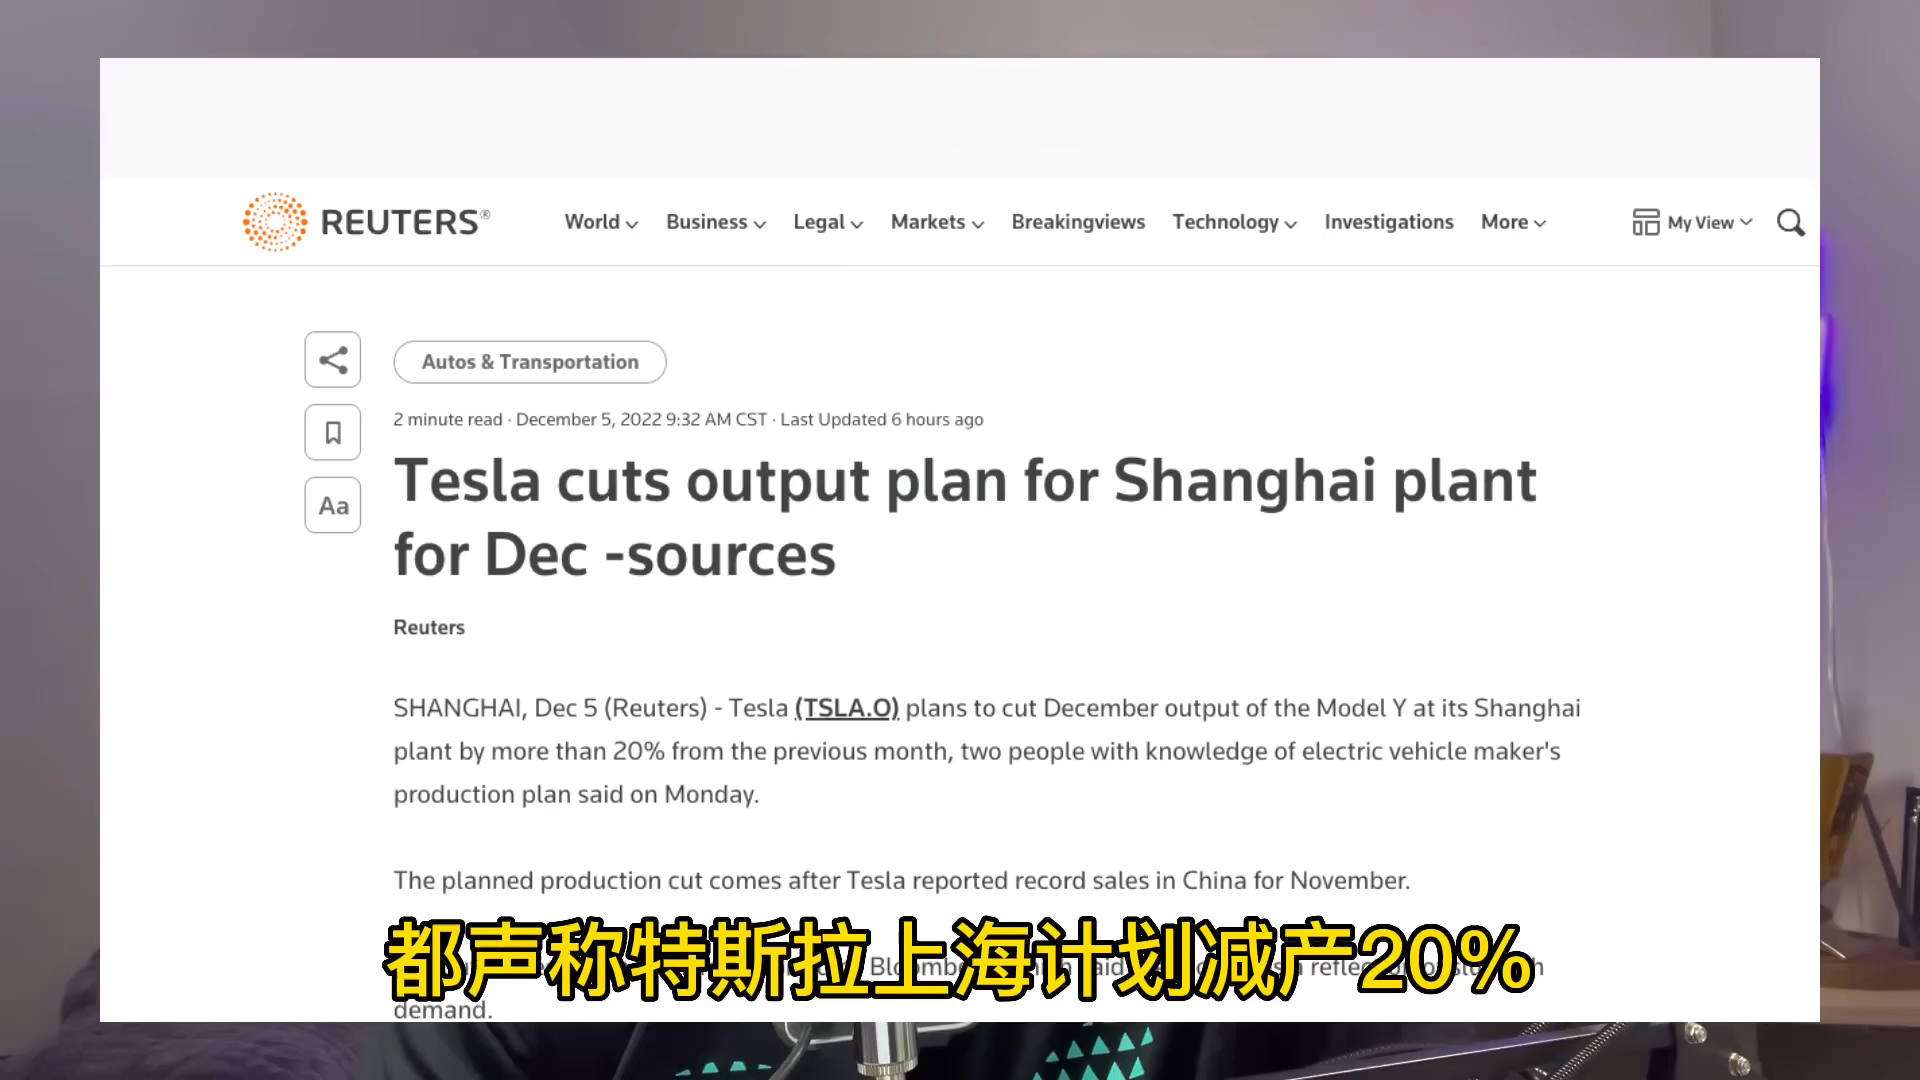 REUTERS®
World Business Legal Markets Breakingviews Technology Investigations More My View
Autos & Transportation
2 minute read · December 5, 2022 9:32 AM CST · Last Updated 6 hours ago
Aa
Tesla cuts output plan for Shanghai plant
for Dec -sources
Reuters
SHANGHAI, Dec 5 (Reuters) - Tesla (TSLA.O) plans to cut December output of the Model Y at its Shanghai
plant by more than 20% from the previous month, two people with knowledge of electric vehicle maker's
production plan said on Monday.
The planned production cut comes after Tesla reported record sales in China for November.
都声称特斯拉上海计划减产20%
demand.